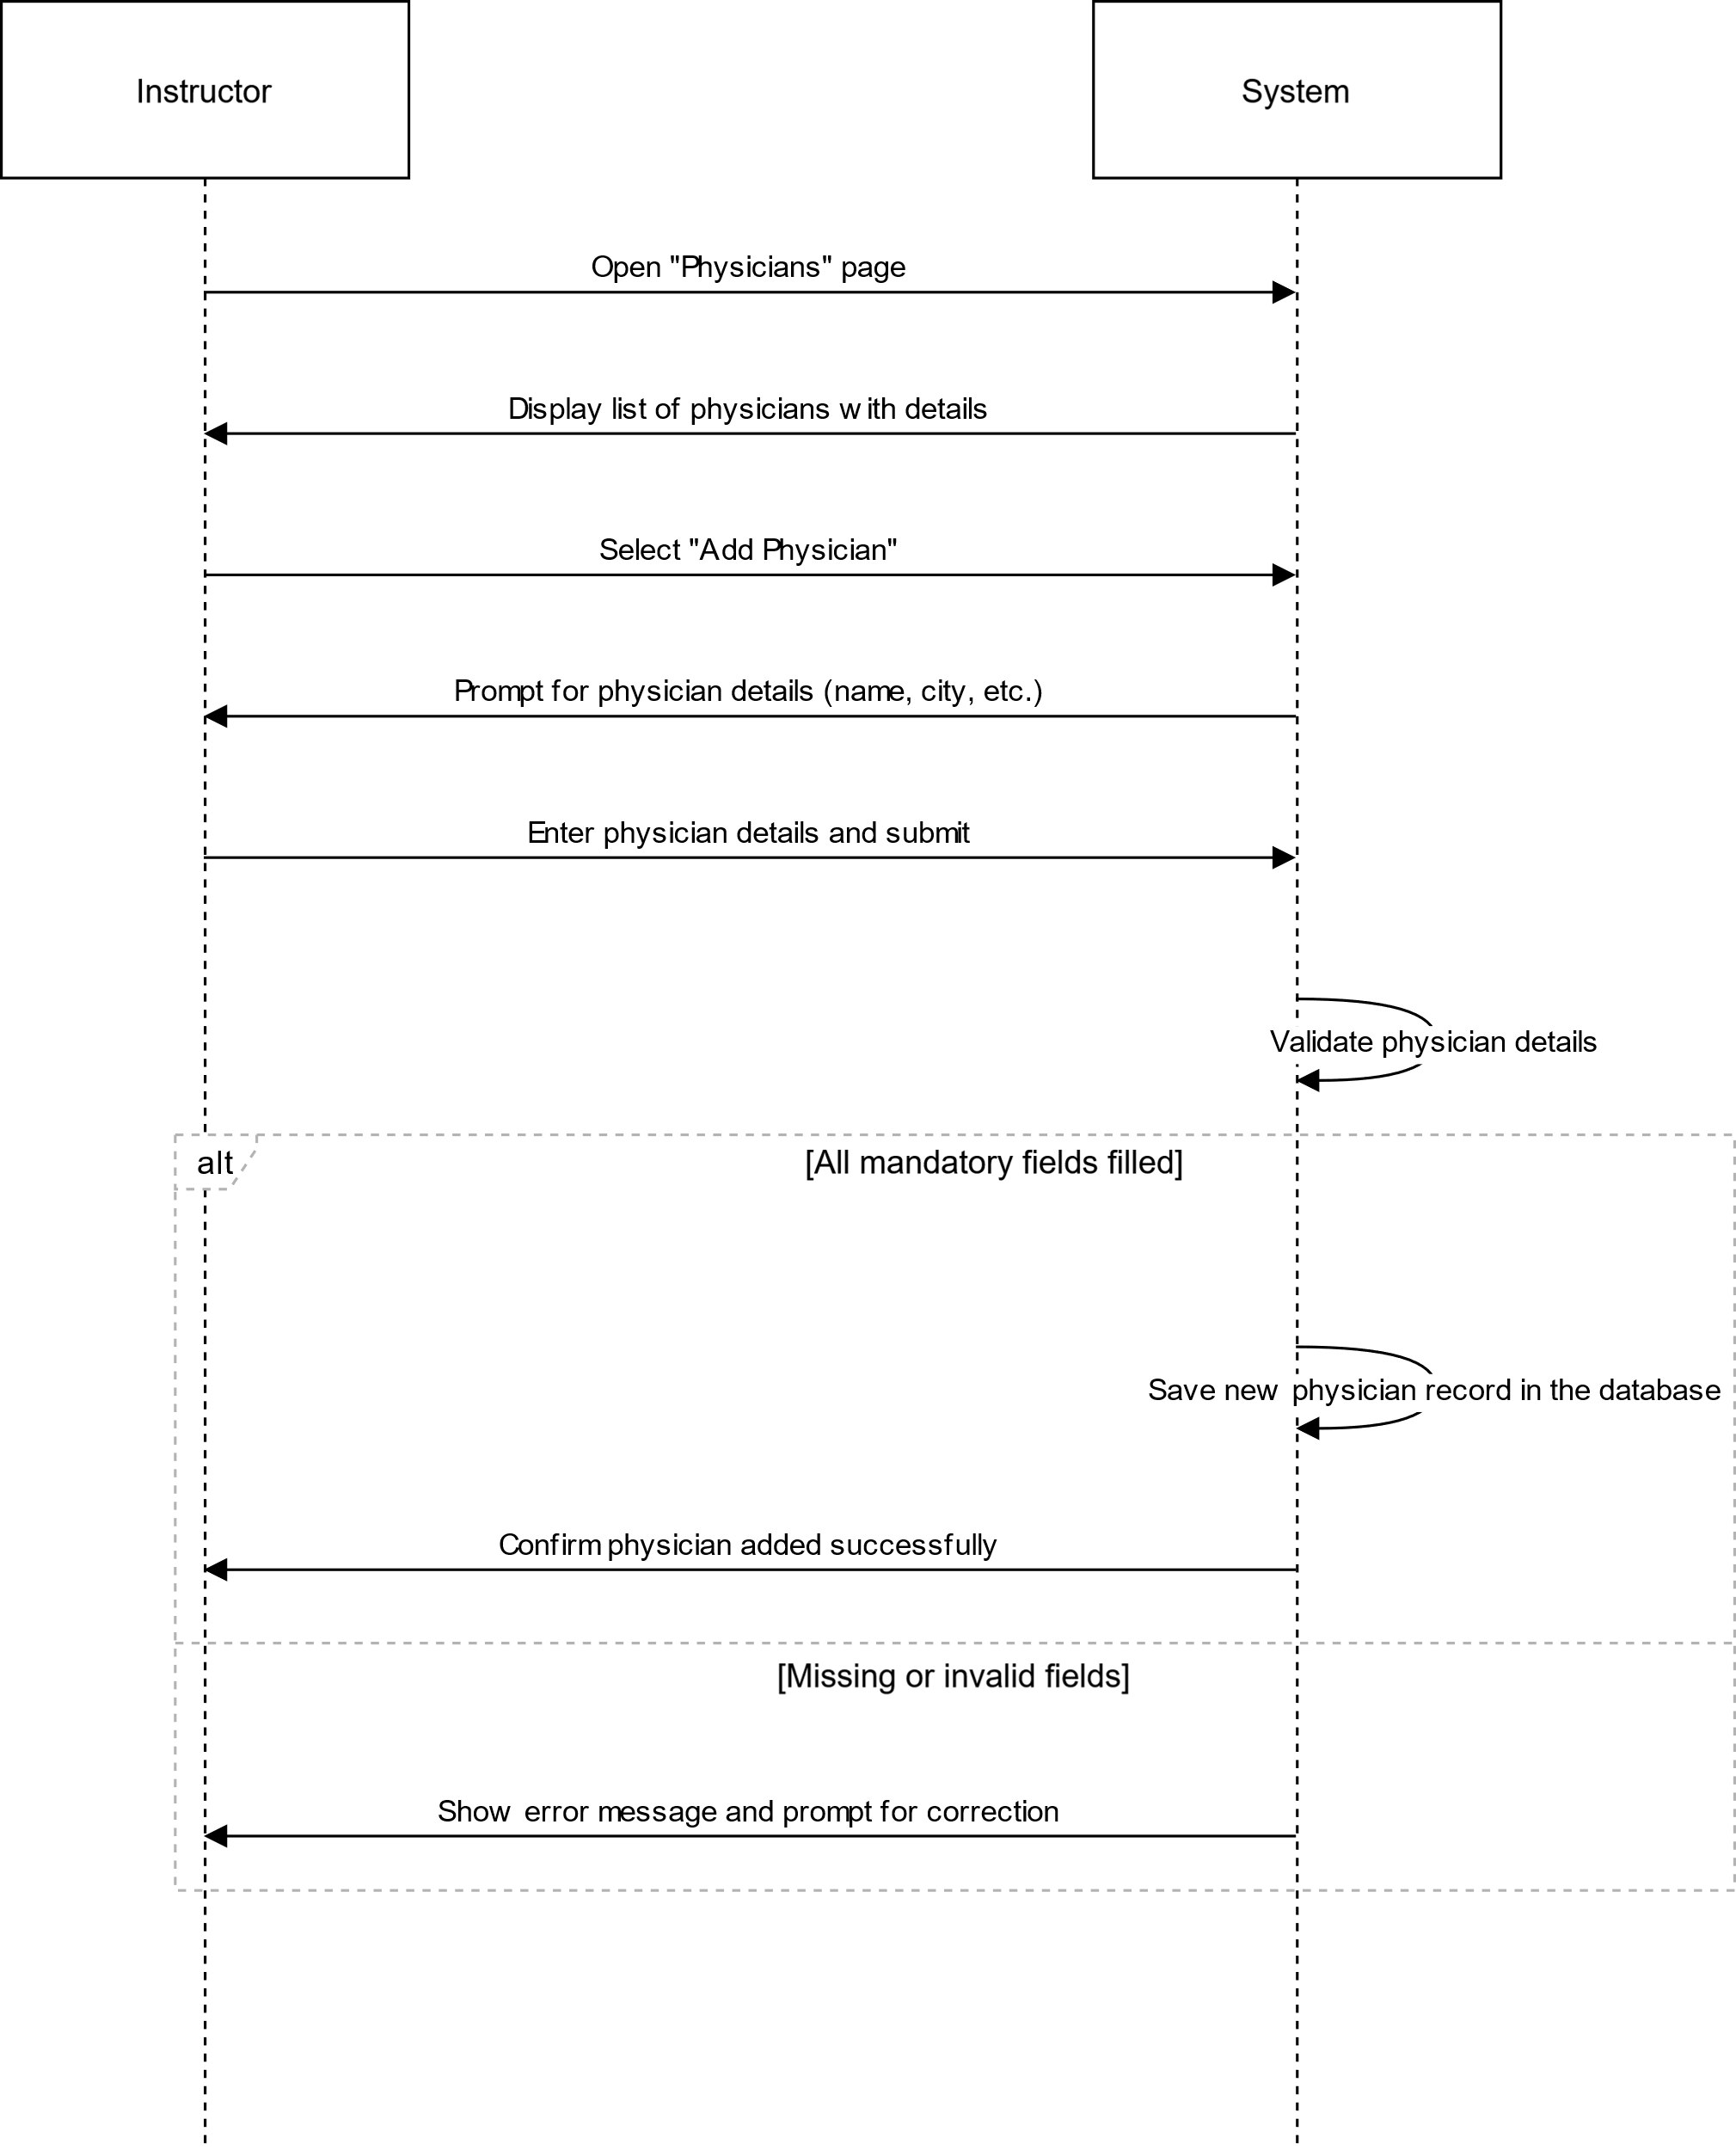 Instructor
System
Open "Physicians" page
Display list of physicians with details
Select "Add Physician"
Prompt for physician details (name, city, etc.)
Enter physician details and submit
Validate physician details
alt
[All mandatory fields filled]
Save new physician record in the database
Confirm physician added successfully
[Missing or invalid fields]
Show error message and prompt for correction